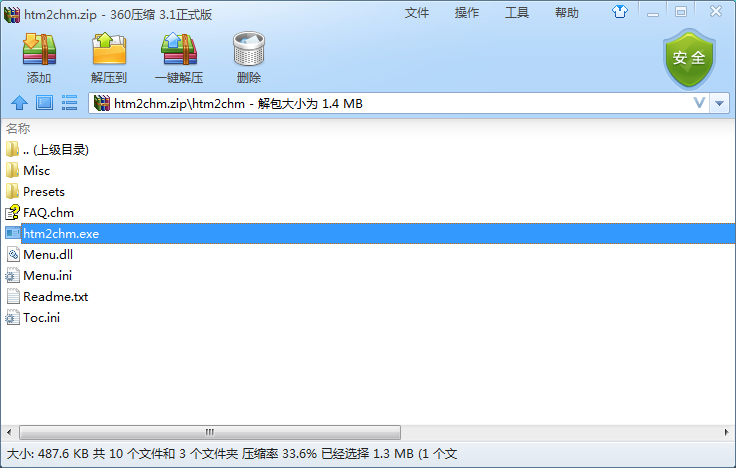 htm2chm.zip - 360压缩 3.1正式版 文件 操作 工具 帮助
添加 解压到 一键解压 删除 安全
htm2chm.zip\htm2chm - 解包大小为 1.4 MB
名称
.. (上级目录)
Misc
Presets
FAQ.chm
htm2chm.exe
Menu.dll
Menu.ini
Readme.txt
Toc.ini
大小: 487.6 KB 共 10 个文件和 3 个文件夹 压缩率 33.6% 已经选择 1.3 MB (1 个文